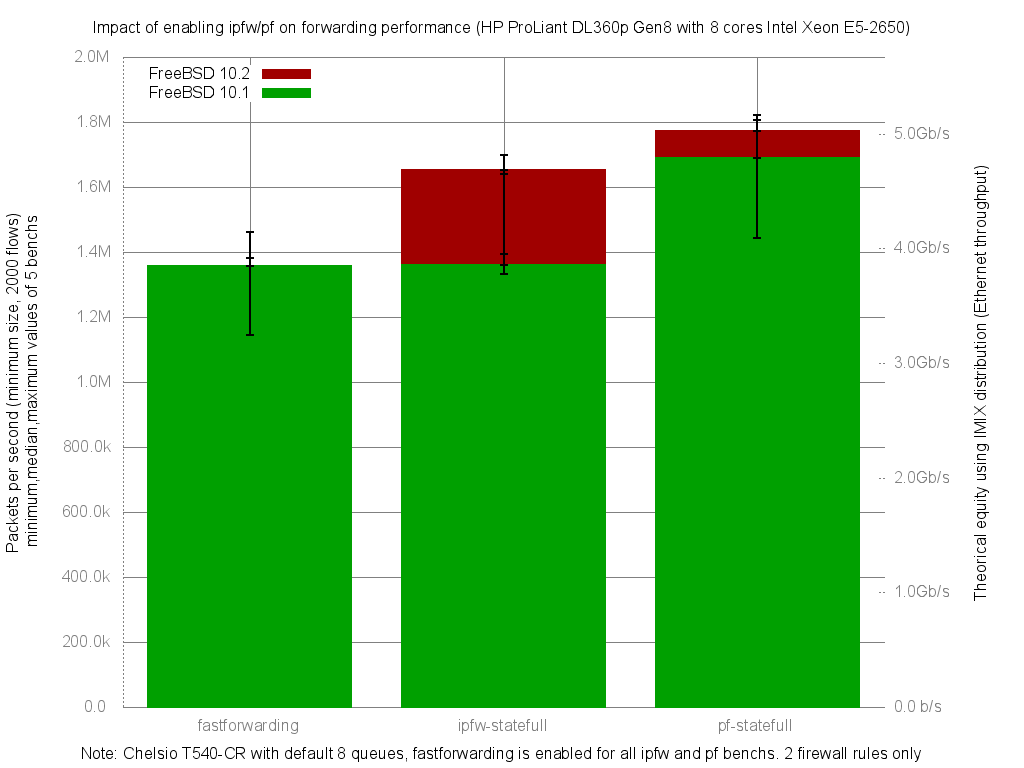 Impact of enabling ipfw/pf on forwarding performance (HP ProLiant DL360p Gen8 with 8 cores Intel Xeon E5-2650)
FreeBSD 10.2
FreeBSD 10.1
2.0M
1.8M
1.6M
1.4M
1.2M
1.0M
800.0k
600.0k
400.0k
200.0k
0.0
Packets per second (minimum size, 2000 flows)
minimum,median,maximum values of 5 benchs
5.0Gb/s
4.0Gb/s
3.0Gb/s
2.0Gb/s
1.0Gb/s
0.0 b/s
Theorical equity using IMIX distribution (Ethernet throughput)
fastforwarding
ipfw-statefull
pf-statefull
Note: Chelsio T540-CR with default 8 queues, fastforwarding is enabled for all ipfw and pf benchs. 2 firewall rules only